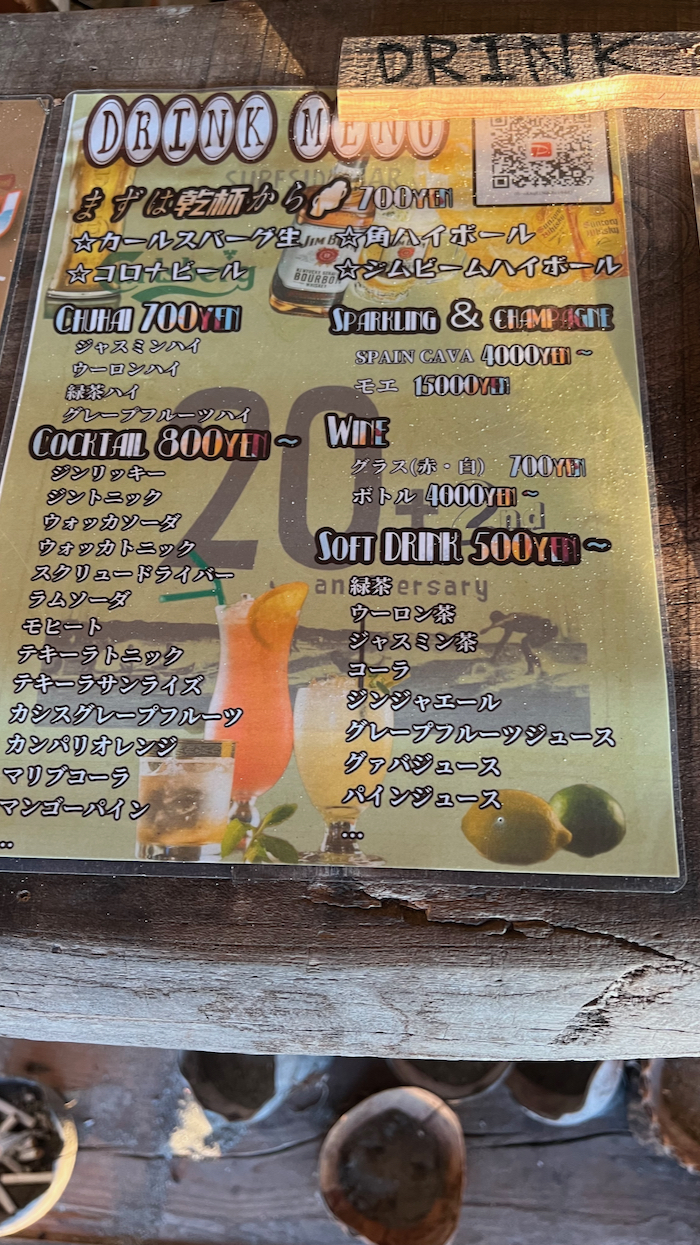 DRINK
DRINK MENU
SURFSIDE BAR
まずは乾杯から 700YEN
☆カールスバーグ生
☆角ハイボール
☆コロナビール
☆ジムビームハイボール
JIM BEAM
KENTUCKY STRAIGHT
BOURBON
WHISKEY
CHUHAI 700YEN
ジャスミンハイ
ウーロンハイ
緑茶ハイ
グレープフルーツハイ
COCKTAIL 800YEN ~
ジンリッキー
ジントニック
ウォッカソーダ
ウォッカトニック
スクリュードライバー
ラムソーダ
モヒート
テキーラトニック
テキーラサンライズ
カシスグレープフルーツ
カンパリオレンジ
マリブコーラ
マンゴーパイン
...
SPARKLING & CHAMPAGNE
SPAIN CAVA 4000YEN ~
モエ 15000YEN
WINE
グラス(赤・白) 700YEN
ボトル 4000YEN ~
SOFT DRINK 500YEN ~
緑茶
ウーロン茶
ジャスミン茶
コーラ
ジンジャエール
グレープフルーツジュース
グァバジュース
パインジュース
...
20+2nd
anniversary